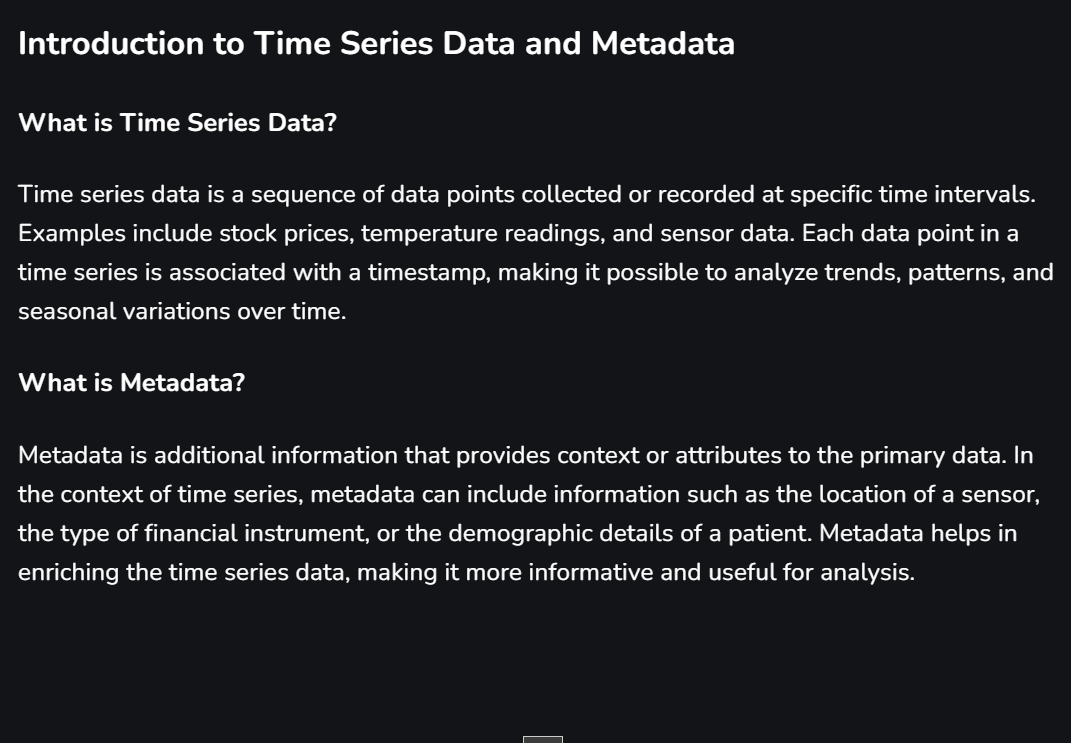 Introduction to Time Series Data and Metadata
What is Time Series Data?
Time series data is a sequence of data points collected or recorded at specific time intervals.
Examples include stock prices, temperature readings, and sensor data. Each data point in a
time series is associated with a timestamp, making it possible to analyze trends, patterns, and
seasonal variations over time.
What is Metadata?
Metadata is additional information that provides context or attributes to the primary data. In
the context of time series, metadata can include information such as the location of a sensor,
the type of financial instrument, or the demographic details of a patient. Metadata helps in
enriching the time series data, making it more informative and useful for analysis.